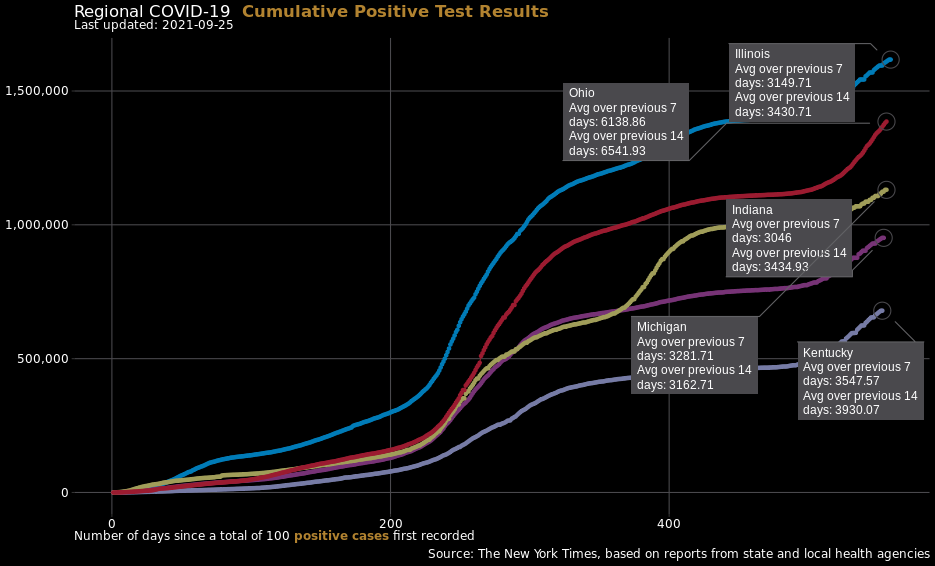 Regional COVID-19 Cumulative Positive Test Results
Last updated: 2021-09-25
Illinois
Avg over previous 7
days: 3149.71
Avg over previous 14
days: 3430.71
Ohio
Avg over previous 7
days: 6138.86
Avg over previous 14
days: 6541.93
Indiana
Avg over previous 7
days: 3046
Avg over previous 14
days: 3434.93
Michigan
Avg over previous 7
days: 3281.71
Avg over previous 14
days: 3162.71
Kentucky
Avg over previous 7
days: 3547.57
Avg over previous 14
days: 3930.07
1,500,000
1,000,000
500,000
0
0 200 400
Number of days since a total of 100 positive cases first recorded
Source: The New York Times, based on reports from state and local health agencies